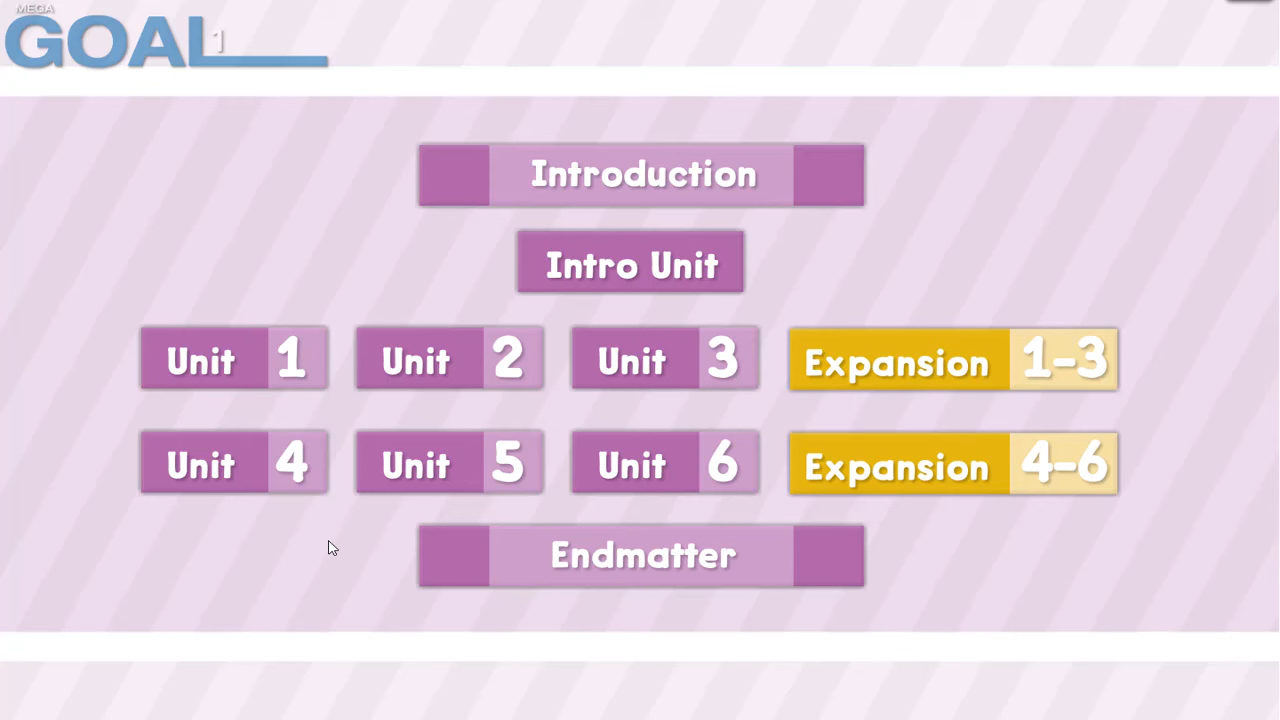 MEGA
GOAL 1
Introduction
Intro Unit
Unit 1
Unit 2
Unit 3
Expansion 1-3
Unit 4
Unit 5
Unit 6
Expansion 4-6
Endmatter